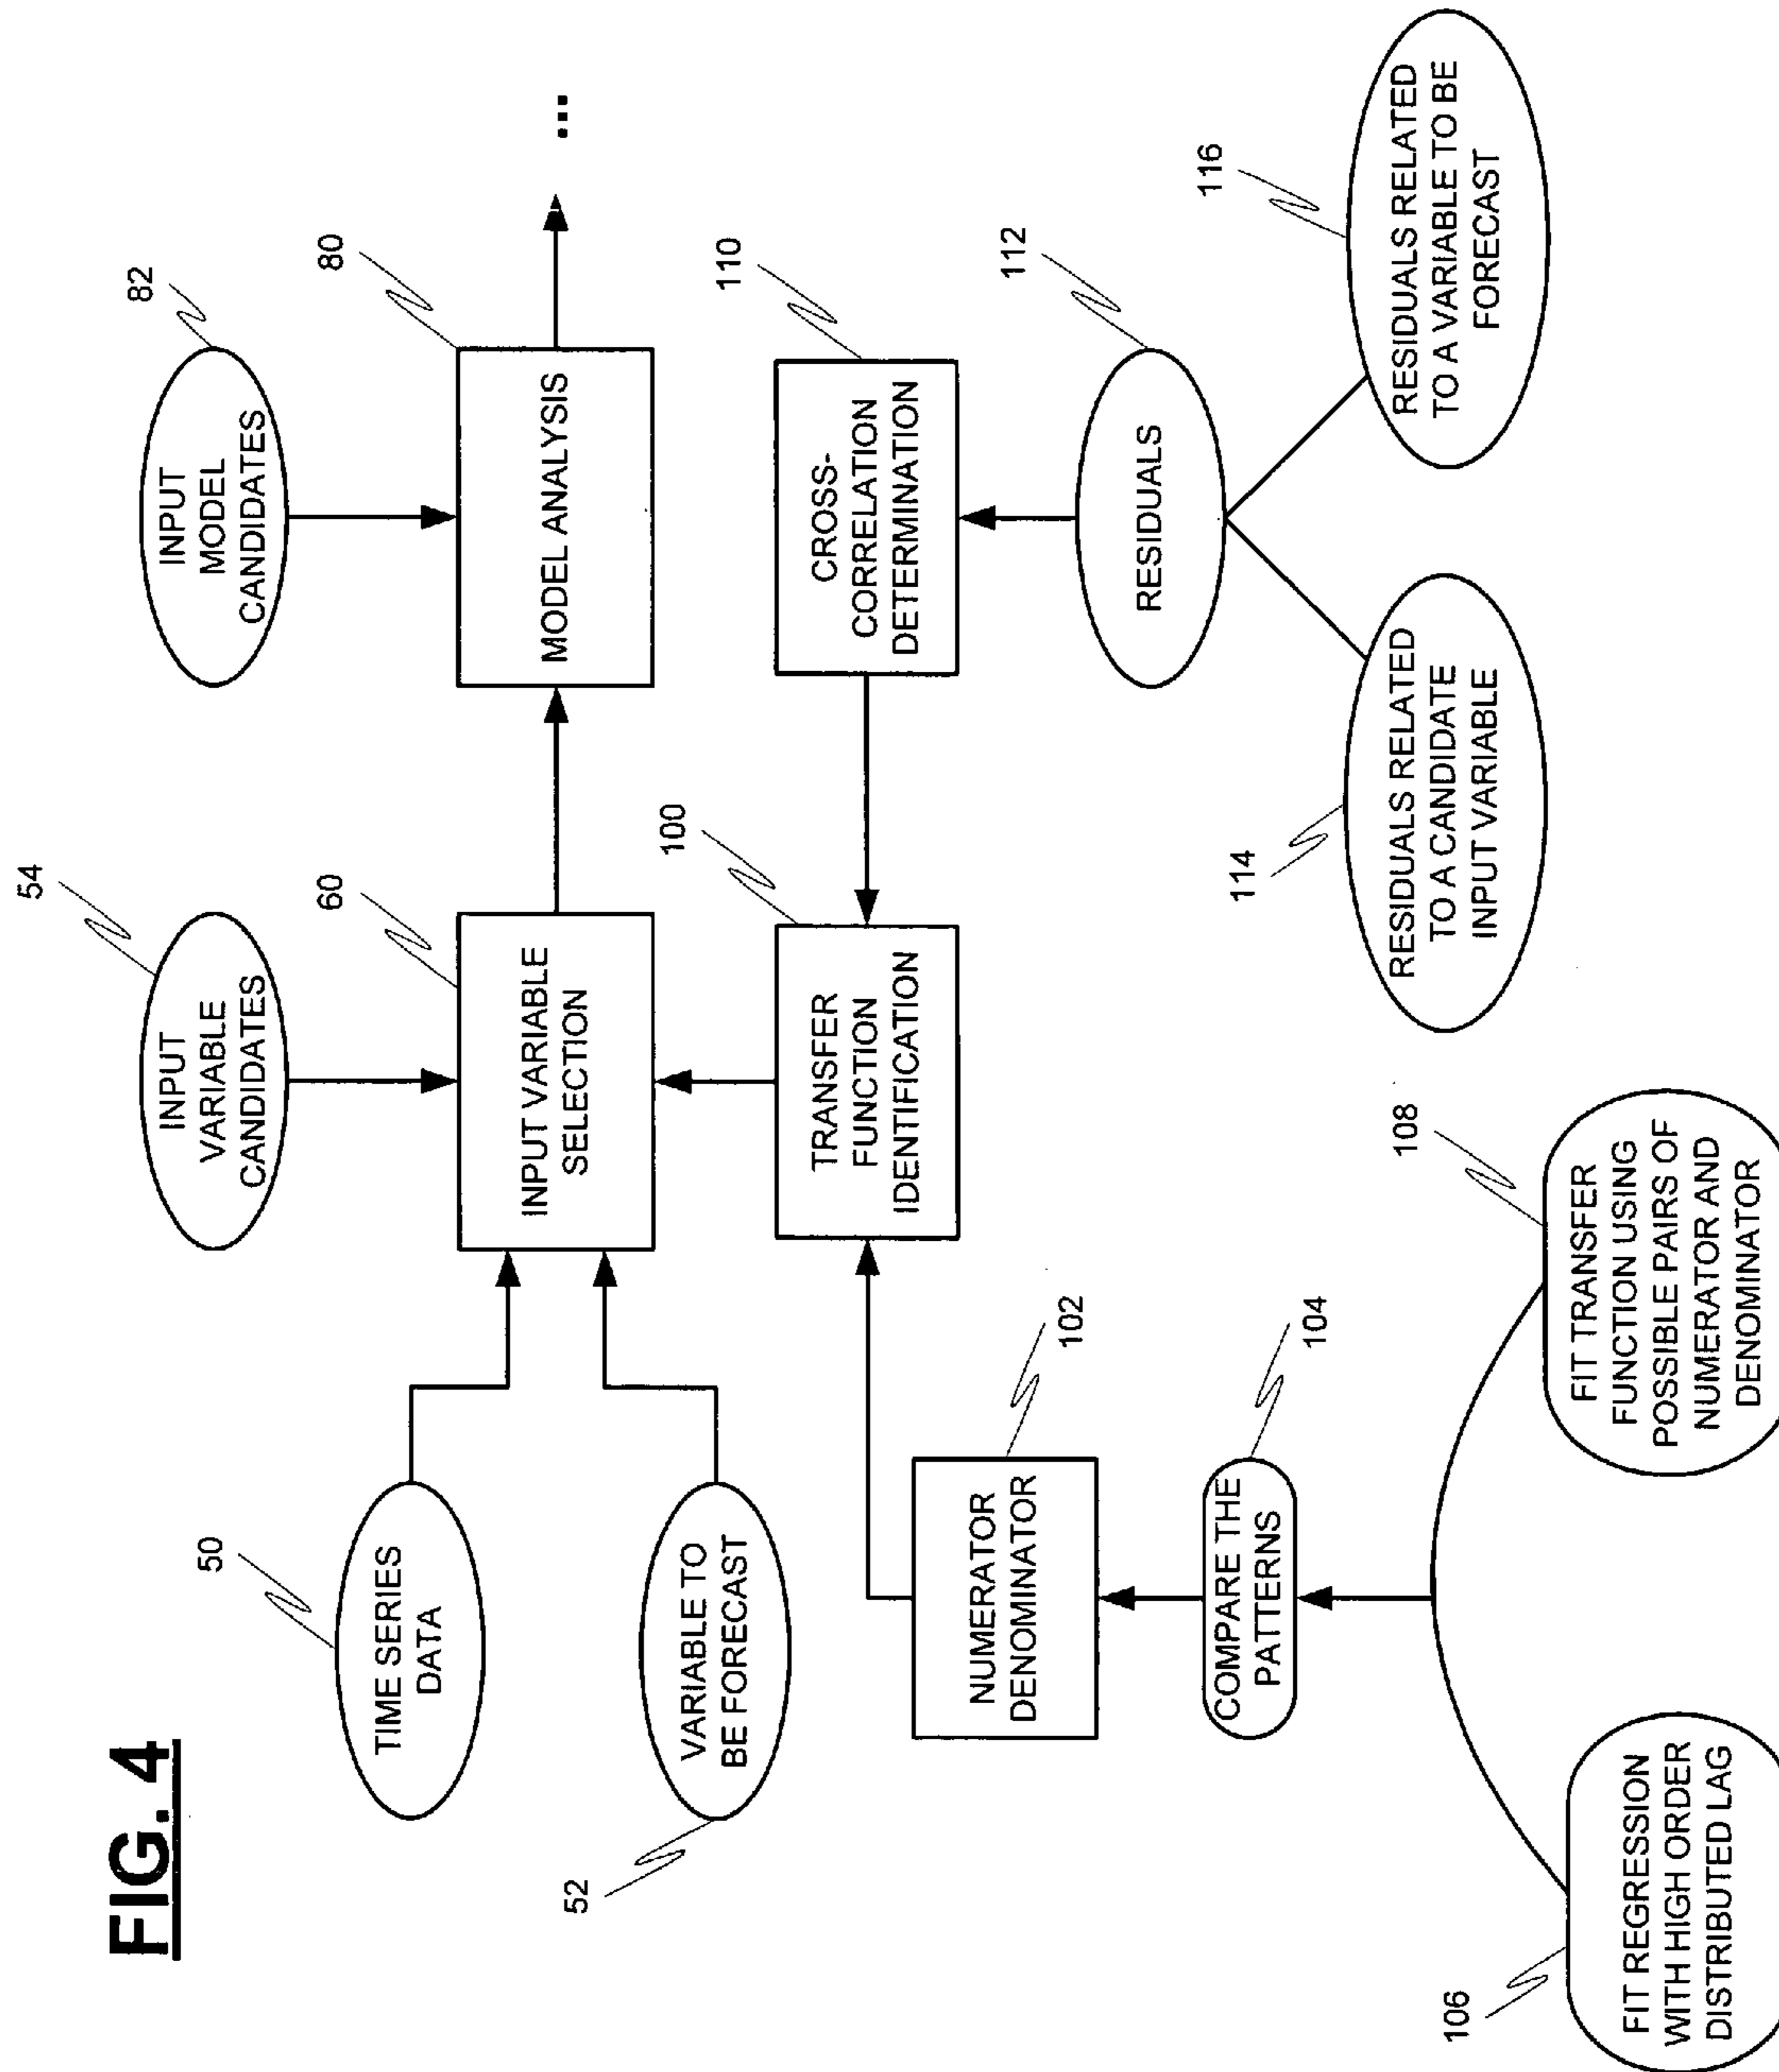 FIG. 4
54
INPUT
VARIABLE
CANDIDATES
82
INPUT
MODEL
CANDIDATES
50
TIME SERIES
DATA
60
INPUT VARIABLE
SELECTION
80
MODEL ANALYSIS
...
52
VARIABLE TO
BE FORECAST
100
TRANSFER
FUNCTION
IDENTIFICATION
110
CROSS-
CORRELATION
DETERMINATION
102
NUMERATOR
DENOMINATOR
112
RESIDUALS
104
COMPARE THE
PATTERNS
114
RESIDUALS RELATED
TO A CANDIDATE
INPUT VARIABLE
116
RESIDUALS RELATED
TO A VARIABLE TO BE
FORECAST
106
FIT REGRESSION
WITH HIGH ORDER
DISTRIBUTED LAG
108
FIT TRANSFER
FUNCTION USING
POSSIBLE PAIRS OF
NUMERATOR AND
DENOMINATOR